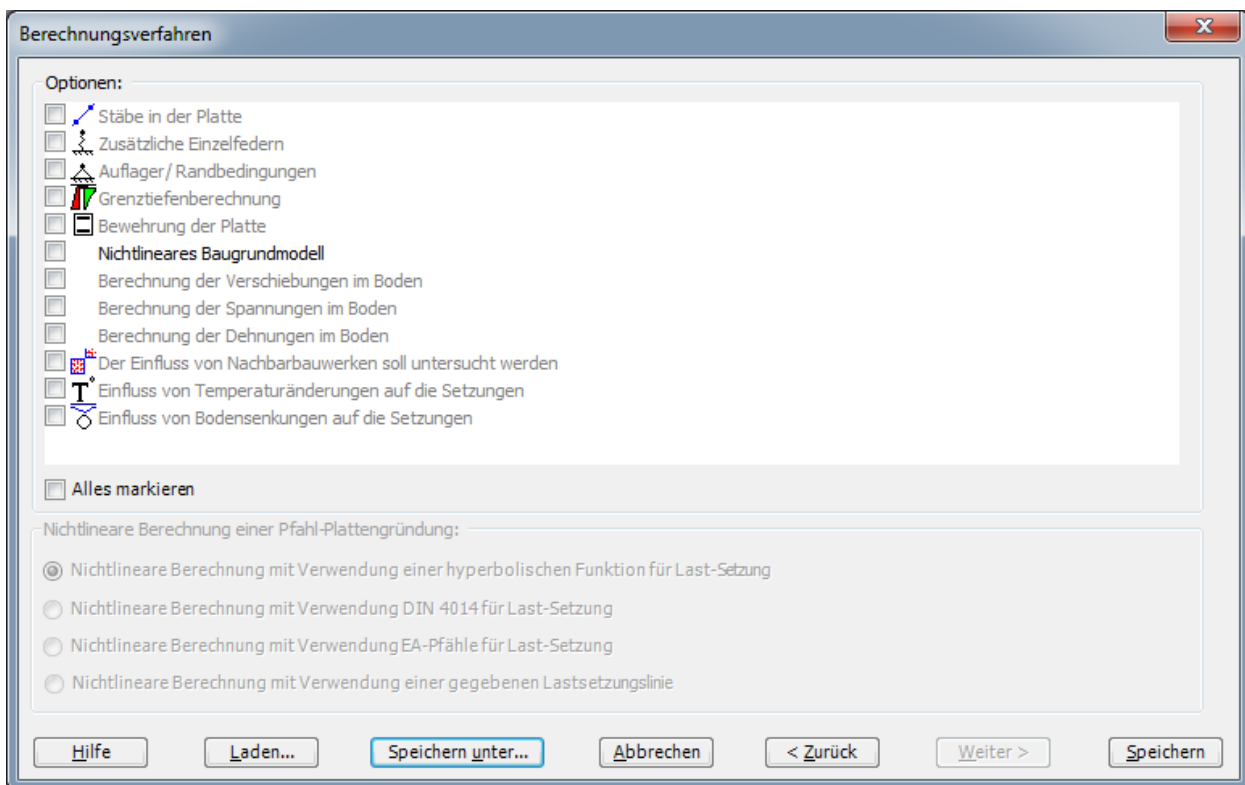 Berechnungsverfahren
Optionen:
Stäbe in der Platte
Zusätzliche Einzelfedern
Auflager/ Randbedingungen
Grenztiefenberechnung
Bewehrung der Platte
Nichtlineares Baugrundmodell
Berechnung der Verschiebungen im Boden
Berechnung der Spannungen im Boden
Berechnung der Dehnungen im Boden
Der Einfluss von Nachbarbauwerken soll untersucht werden
T° Einfluss von Temperaturänderungen auf die Setzungen
Einfluss von Bodensenkungen auf die Setzungen
Alles markieren
Nichtlineare Berechnung einer Pfahl-Plattengründung:
Nichtlineare Berechnung mit Verwendung einer hyperbolischen Funktion für Last-Setzung
Nichtlineare Berechnung mit Verwendung DIN 4014 für Last-Setzung
Nichtlineare Berechnung mit Verwendung EA-Pfähle für Last-Setzung
Nichtlineare Berechnung mit Verwendung einer gegebenen Lastsetzungslinie
Hilfe Laden... Speichern unter... Abbrechen < Zurück Weiter > Speichern